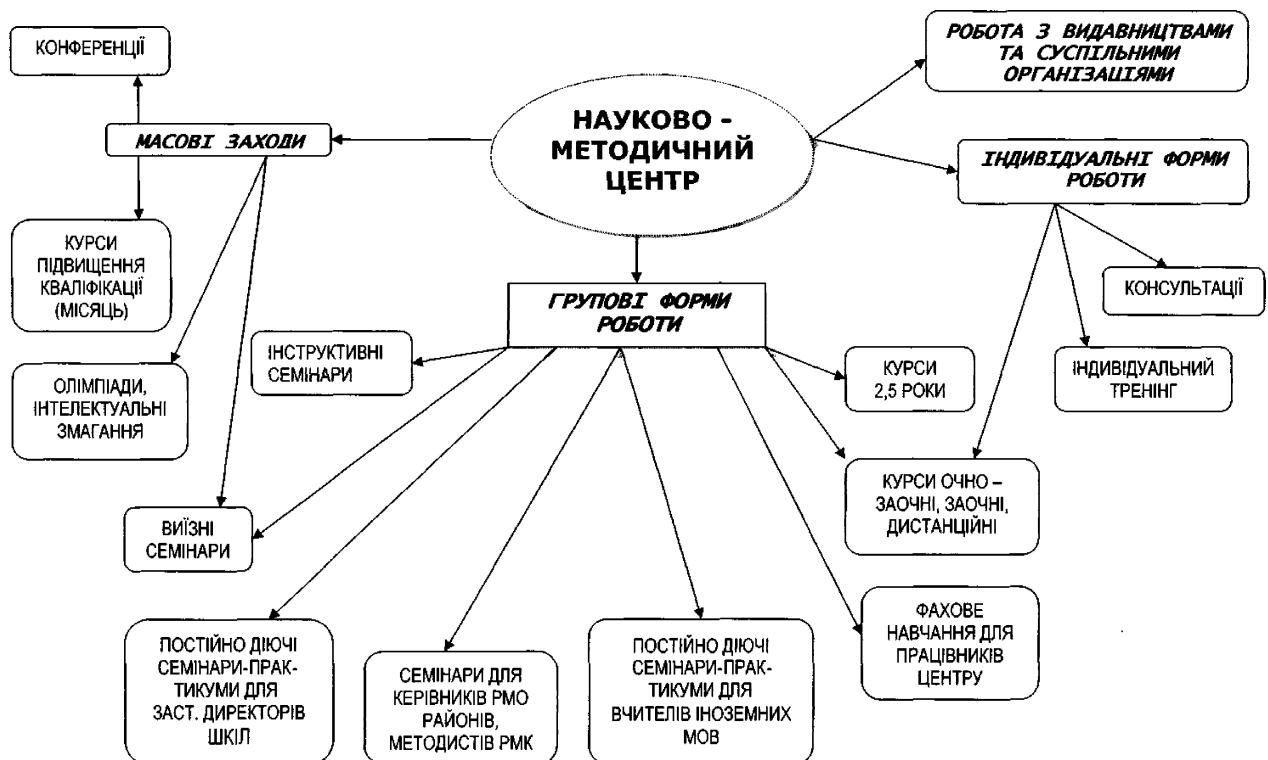 КОНФЕРЕНЦІЇ
РОБОТА З ВИДАВНИЦТВАМИ
ТА СУСПІЛЬНИМИ
ОРГАНІЗАЦІЯМИ
НАУКОВО -
МЕТОДИЧНИЙ
ЦЕНТР
МАСОВІ ЗАХОДИ
ІНДИВІДУАЛЬНІ ФОРМИ
РОБОТИ
КУРСИ
ПІДВИЩЕННЯ
КВАЛІФІКАЦІЇ
(МІСЯЦЬ)
КОНСУЛЬТАЦІЇ
ГРУПОВІ ФОРМИ
РОБОТИ
ІНСТРУКТИВНІ
СЕМІНАРИ
КУРСИ
2,5 РОКИ
ІНДИВІДУАЛЬНИЙ
ТРЕНІНГ
ОЛІМПІАДИ,
ІНТЕЛЕКТУАЛЬНІ
ЗМАГАННЯ
КУРСИ ОЧНО –
ЗАОЧНІ, ЗАОЧНІ,
ДИСТАНЦІЙНІ
ВИЇЗНІ
СЕМІНАРИ
ПОСТІЙНО ДІЮЧІ
СЕМІНАРИ-ПРАК-
ТИКУМИ ДЛЯ
ЗАСТ. ДИРЕКТОРІВ
ШКІЛ
СЕМІНАРИ ДЛЯ
КЕРІВНИКІВ РМО
РАЙОНІВ,
МЕТОДИСТІВ РМК
ПОСТІЙНО ДІЮЧІ
СЕМІНАРИ-ПРАК-
ТИКУМИ ДЛЯ
ВЧИТЕЛІВ ІНОЗЕМНИХ
МОВ
ФАХОВЕ
НАВЧАННЯ ДЛЯ
ПРАЦІВНИКІВ
ЦЕНТРУ